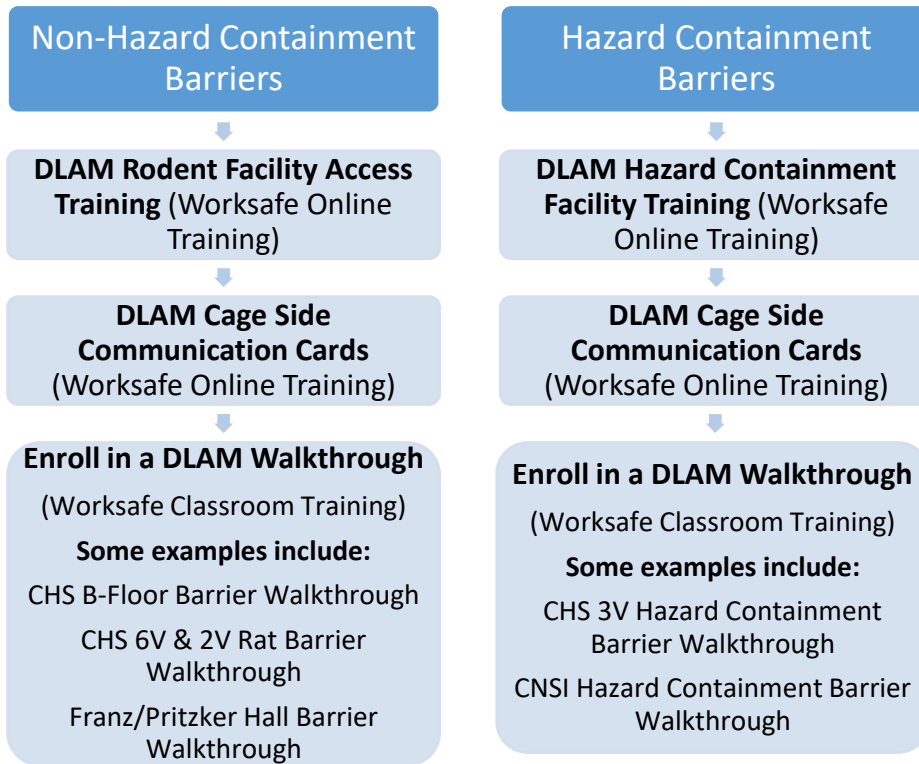 Non-Hazard Containment
Barriers
DLAM Rodent Facility Access
Training (Worksafe Online
Training)
DLAM Cage Side
Communication Cards
(Worksafe Online Training)
Enroll in a DLAM Walkthrough
(Worksafe Classroom Training)
Some examples include:
CHS B-Floor Barrier Walkthrough
CHS 6V & 2V Rat Barrier
Walkthrough
Franz/Pritzker Hall Barrier
Walkthrough
Hazard Containment
Barriers
DLAM Hazard Containment
Facility Training (Worksafe
Online Training)
DLAM Cage Side
Communication Cards
(Worksafe Online Training)
Enroll in a DLAM Walkthrough
(Worksafe Classroom Training)
Some examples include:
CHS 3V Hazard Containment
Barrier Walkthrough
CNSI Hazard Containment Barrier
Walkthrough